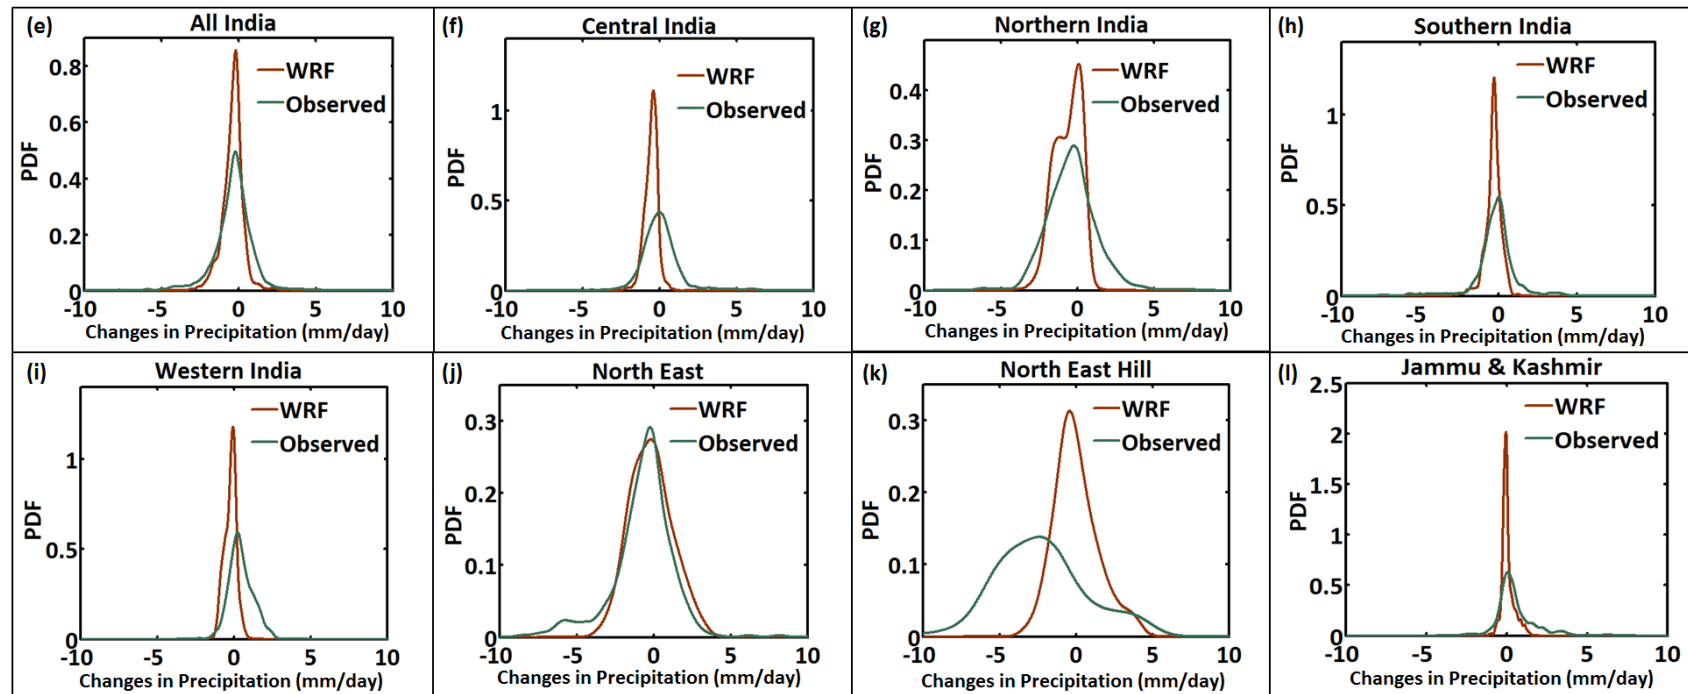 (e) All India
WRF
Observed
PDF
0.8
0.6
0.4
0.2
0
-10 -5 0 5 10
Changes in Precipitation (mm/day)
(f) Central India
WRF
Observed
PDF
1
0.5
0
-10 -5 0 5 10
Changes in Precipitation (mm/day)
(g) Northern India
WRF
Observed
PDF
0.4
0.3
0.2
0.1
0
-10 -5 0 5 10
Changes in Precipitation (mm/day)
(h) Southern India
WRF
Observed
PDF
1
0.5
0
-10 -5 0 5 10
Changes in Precipitation (mm/day)
(i) Western India
WRF
Observed
PDF
1
0.5
0
-10 -5 0 5 10
Changes in Precipitation (mm/day)
(j) North East
WRF
Observed
PDF
0.3
0.2
0.1
0
-10 -5 0 5 10
Changes in Precipitation (mm/day)
(k) North East Hill
WRF
Observed
PDF
0.3
0.2
0.1
0
-10 -5 0 5 10
Changes in Precipitation (mm/day)
(l) Jammu & Kashmir
WRF
Observed
PDF
2.5
2
1.5
1
0.5
0
-10 -5 0 5 10
Changes in Precipitation (mm/day)